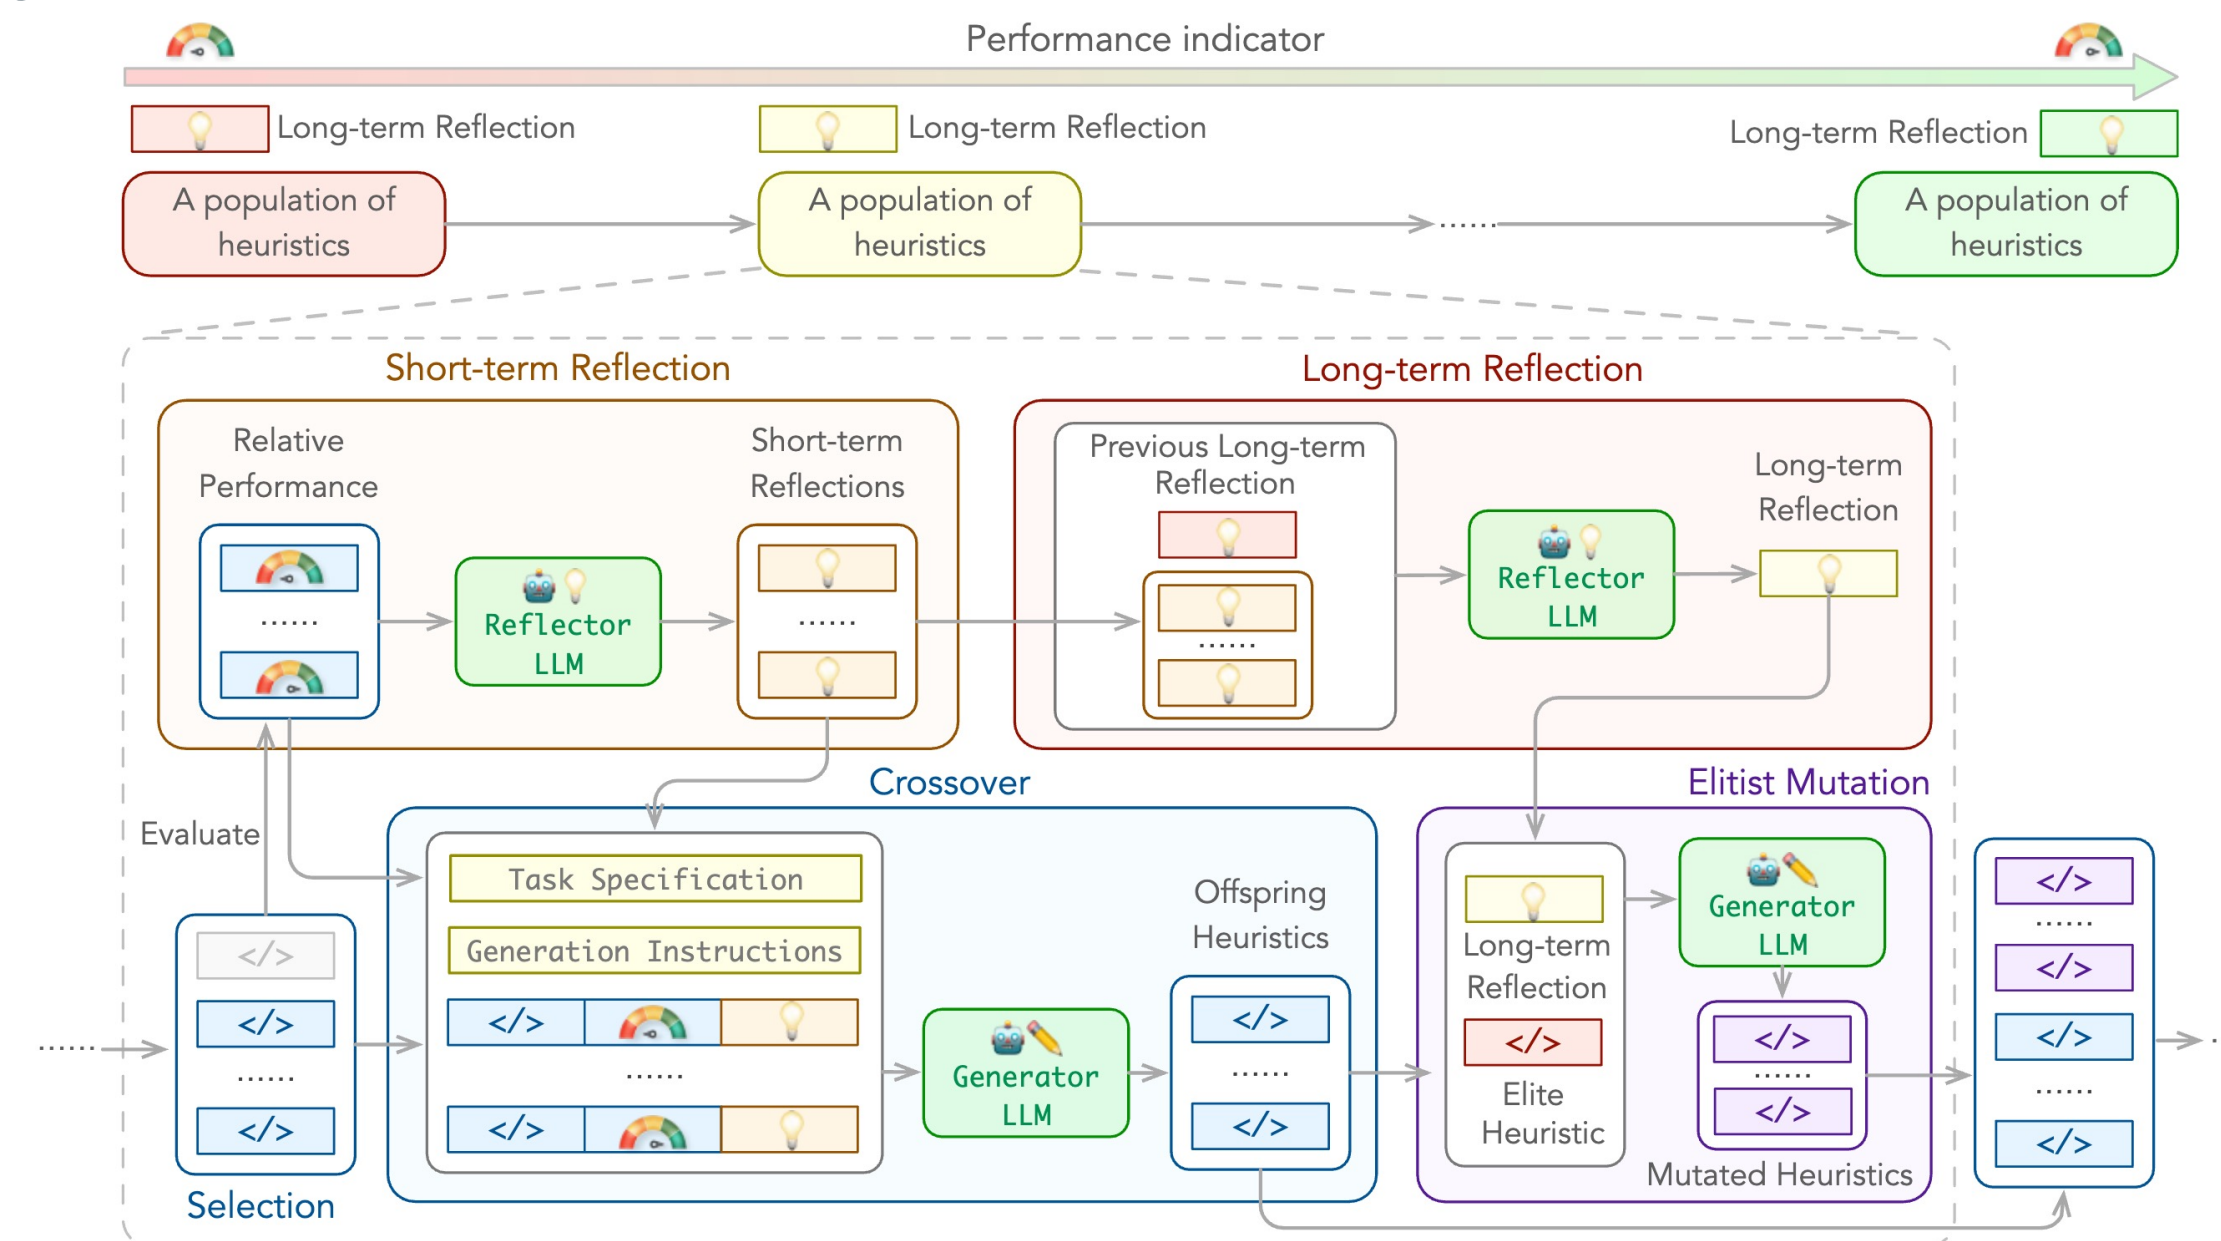 Performance indicator
Long-term Reflection
Long-term Reflection
Long-term Reflection
A population of
heuristics
A population of
heuristics
......
A population of
heuristics
Short-term Reflection
Relative
Performance
......
Reflector
LLM
Short-term
Reflections
......
Long-term Reflection
Previous Long-term
Reflection
......
Reflector
LLM
Long-term
Reflection
Evaluate
......
</>
</>
......
</>
Selection
Crossover
Task Specification
Generation Instructions
</>
......
</>
Generator
LLM
Offspring
Heuristics
</>
......
</>
Elitist Mutation
Long-term
Reflection
</>
Elite
Heuristic
Generator
LLM
</>
......
</>
Mutated Heuristics
</>
......
</>
</>
......
</>